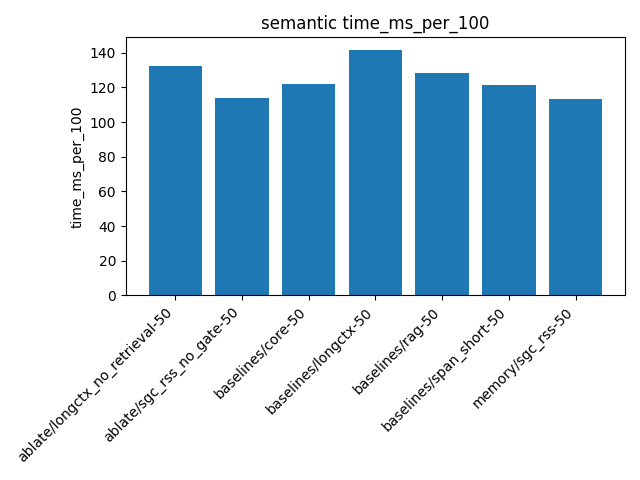 semantic time_ms_per_100
time_ms_per_100
140
120
100
80
60
40
20
0
ablate/longctx_no_retrieval-50
ablate/sgc_rss_no_gate-50
baselines/core-50
baselines/longctx-50
baselines/rag-50
baselines/span_short-50
memory/sgc_rss-50